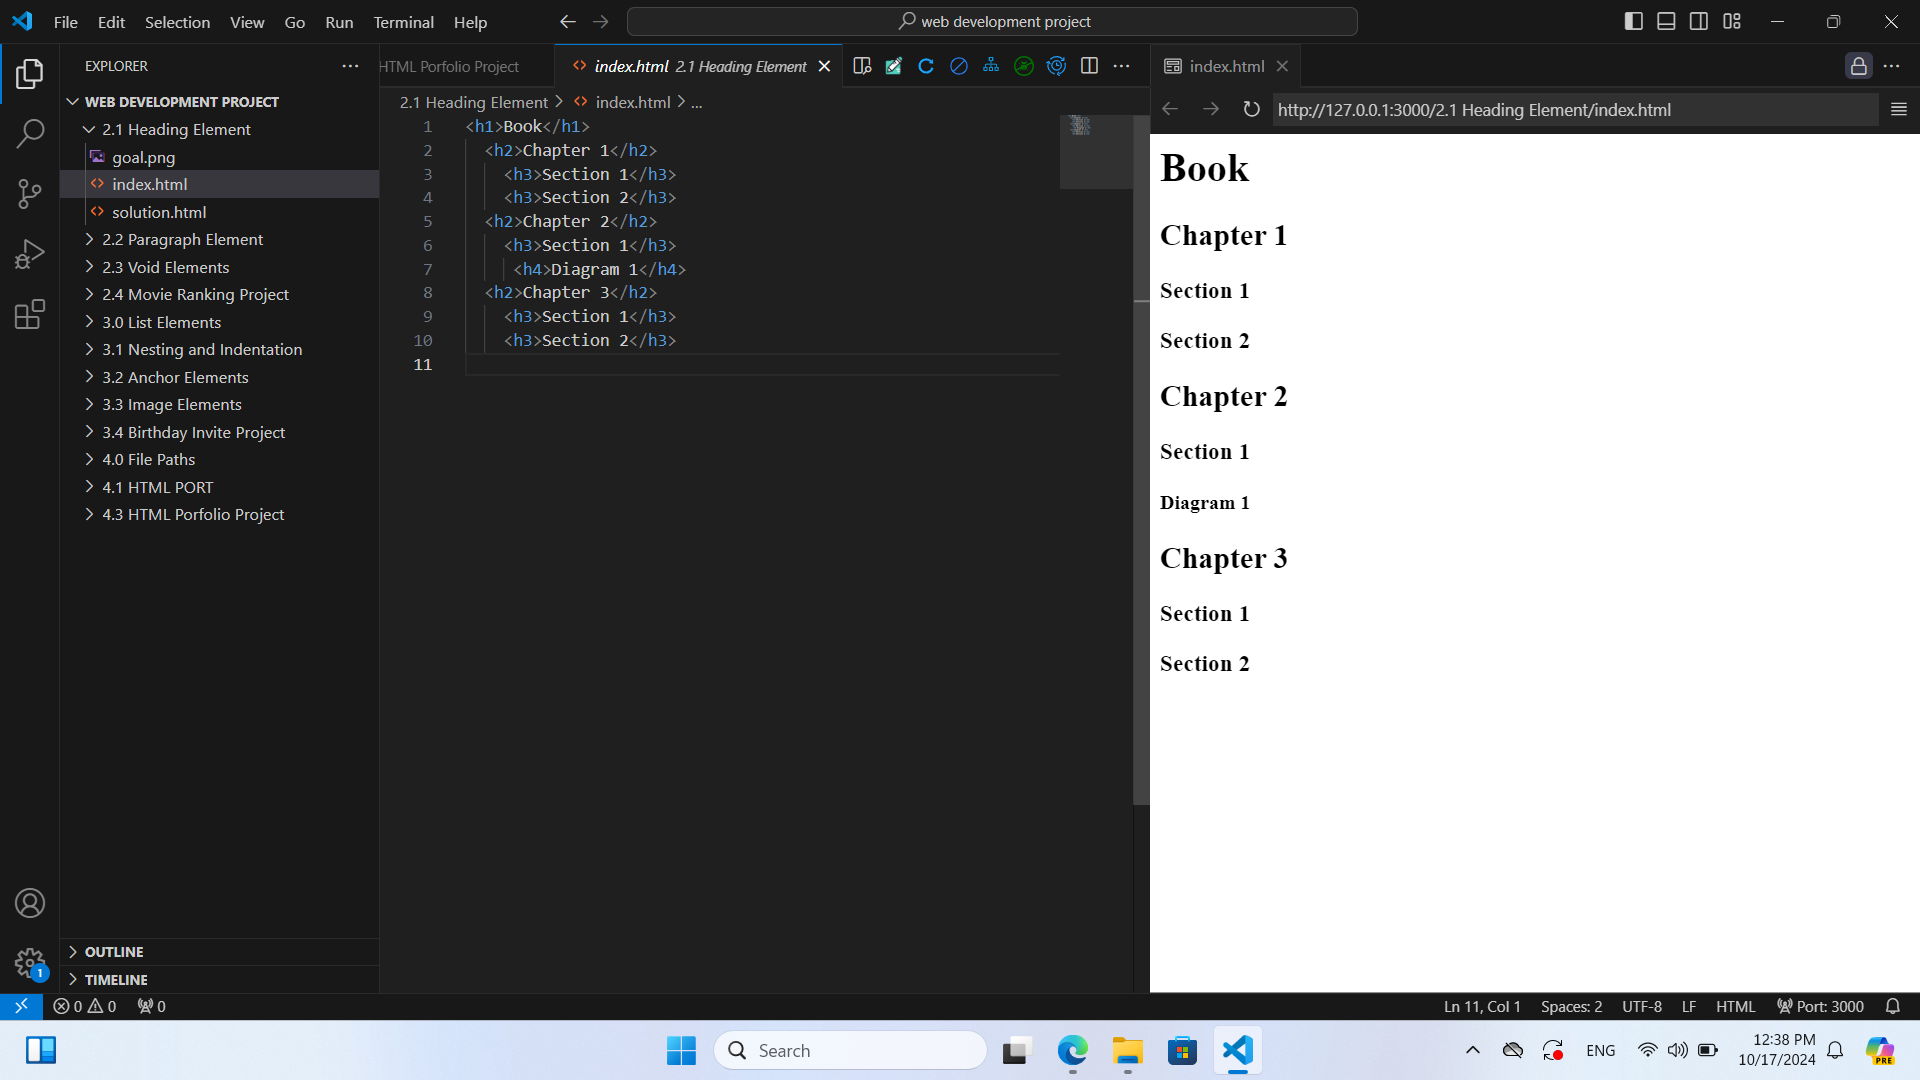 File Edit Selection View Go Run Terminal Help
web development project
EXPLORER
WEB DEVELOPMENT PROJECT
2.1 Heading Element
goal.png
index.html
solution.html
2.2 Paragraph Element
2.3 Void Elements
2.4 Movie Ranking Project
3.0 List Elements
3.1 Nesting and Indentation
3.2 Anchor Elements
3.3 Image Elements
3.4 Birthday Invite Project
4.0 File Paths
4.1 HTML PORT
4.3 HTML Porfolio Project
OUTLINE
TIMELINE
HTML Porfolio Project
index.html 2.1 Heading Element
2.1 Heading Element > index.html > ...
1 <h1>Book</h1>
2 <h2>Chapter 1</h2>
3 <h3>Section 1</h3>
4 <h3>Section 2</h3>
5 <h2>Chapter 2</h2>
6 <h3>Section 1</h3>
7 <h4>Diagram 1</h4>
8 <h2>Chapter 3</h2>
9 <h3>Section 1</h3>
10 <h3>Section 2</h3>
11
index.html
http://127.0.0.1:3000/2.1 Heading Element/index.html
Book
Chapter 1
Section 1
Section 2
Chapter 2
Section 1
Diagram 1
Chapter 3
Section 1
Section 2
1
0 0 0
Ln 11, Col 1 Spaces: 2 UTF-8 LF HTML Port: 3000
Search
ENG
12:38 PM
10/17/2024
PRE